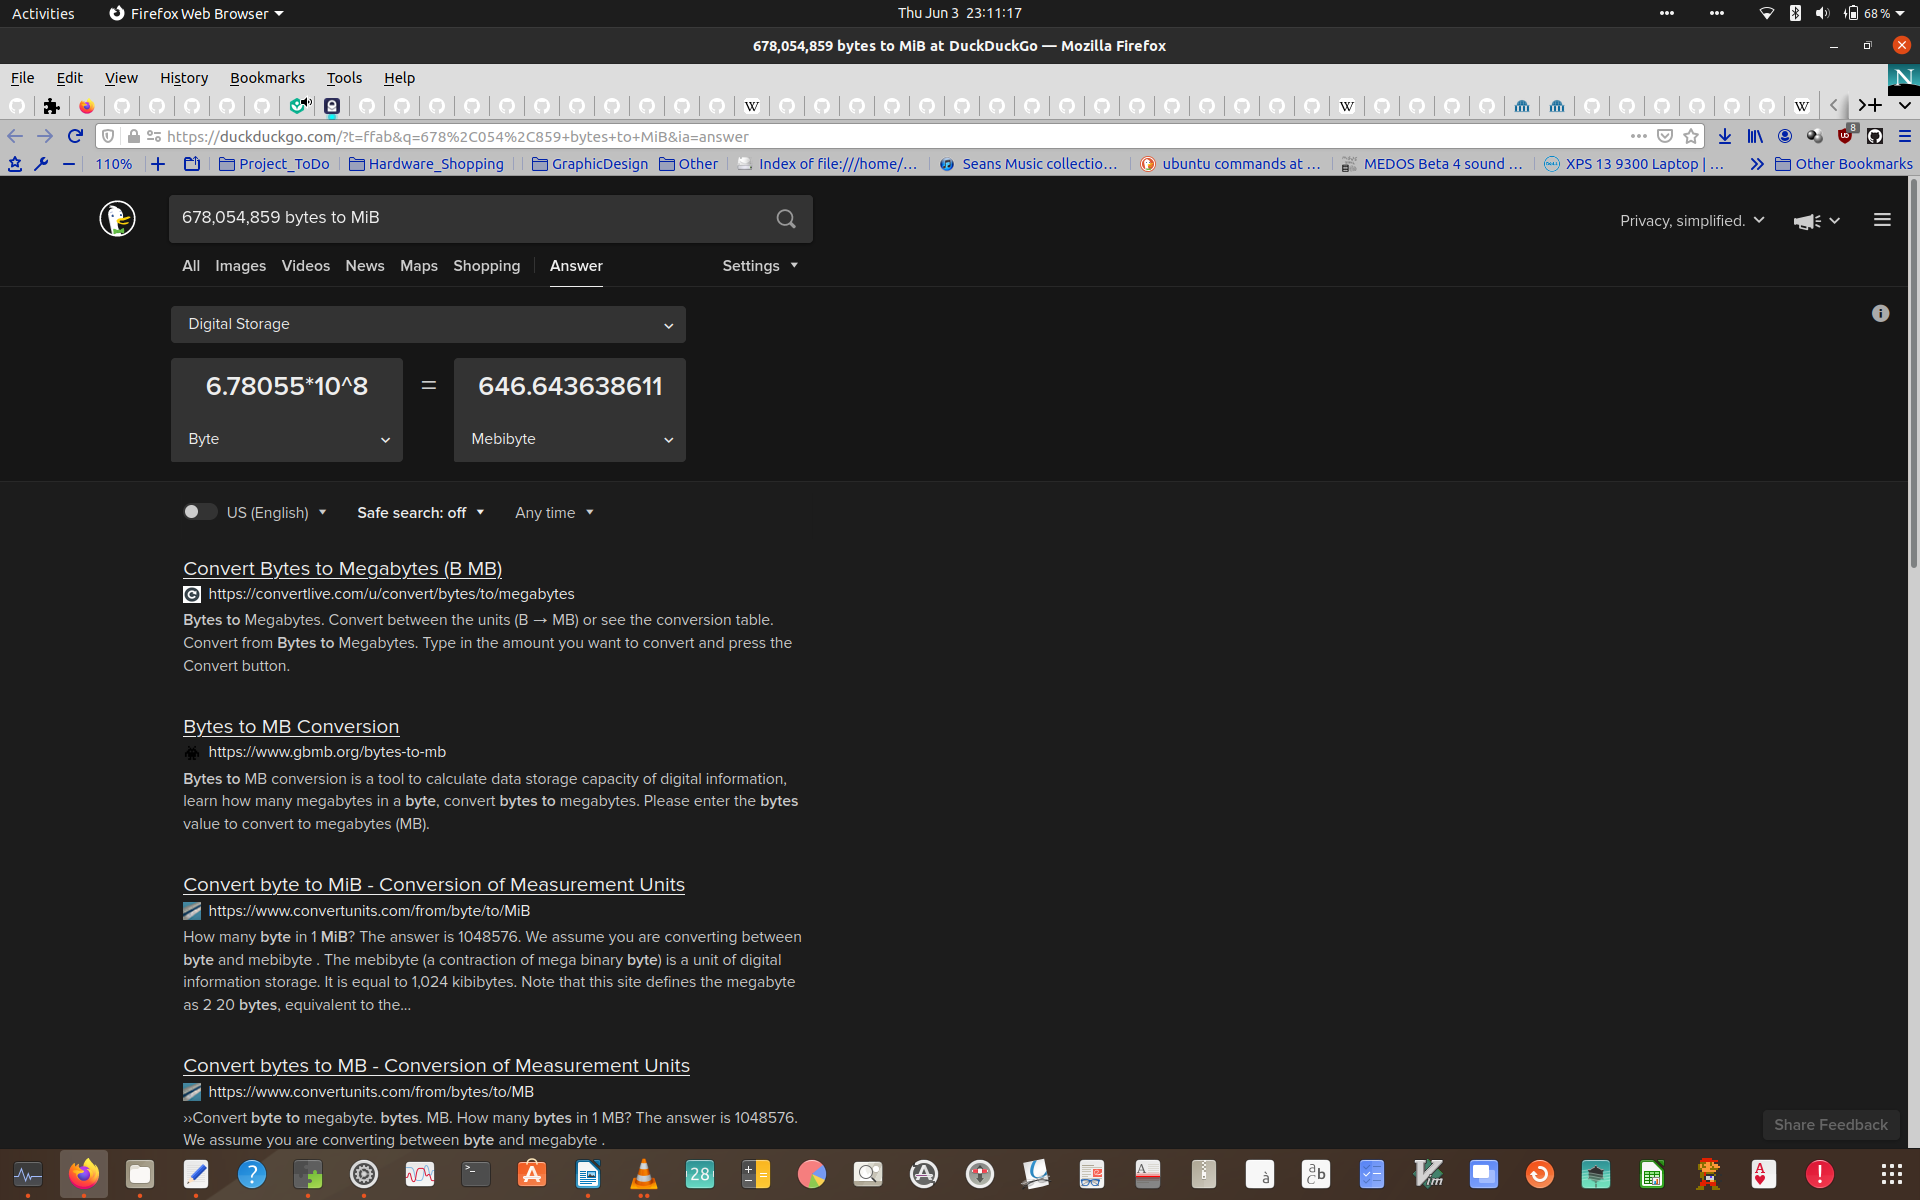 Activities
Firefox Web Browser
Thu Jun 3 23:11:17
68 %
678,054,859 bytes to MiB at DuckDuckGo — Mozilla Firefox
File Edit View History Bookmarks Tools Help
https://duckduckgo.com/?t=ffab&q=678%2C054%2C859+bytes+to+MiB&ia=answer
8
110%
Project_ToDo
Hardware_Shopping
GraphicDesign
Other
Index of file:///home/…
Seans Music collectio…
ubuntu commands at …
MEDOS Beta 4 sound …
XPS 13 9300 Laptop | …
Other Bookmarks
678,054,859 bytes to MiB
Privacy, simplified.
All Images Videos News Maps Shopping Answer Settings
Digital Storage
6.78055*10^8 = 646.643638611
Byte Mebibyte
US (English) Safe search: off Any time
Convert Bytes to Megabytes (B MB)
https://convertlive.com/u/convert/bytes/to/megabytes
Bytes to Megabytes. Convert between the units (B → MB) or see the conversion table.
Convert from Bytes to Megabytes. Type in the amount you want to convert and press the
Convert button.
Bytes to MB Conversion
https://www.gbmb.org/bytes-to-mb
Bytes to MB conversion is a tool to calculate data storage capacity of digital information,
learn how many megabytes in a byte, convert bytes to megabytes. Please enter the bytes
value to convert to megabytes (MB).
Convert byte to MiB - Conversion of Measurement Units
https://www.convertunits.com/from/byte/to/MiB
How many byte in 1 MiB? The answer is 1048576. We assume you are converting between
byte and mebibyte . The mebibyte (a contraction of mega binary byte) is a unit of digital
information storage. It is equal to 1,024 kibibytes. Note that this site defines the megabyte
as 2 20 bytes, equivalent to the...
Convert bytes to MB - Conversion of Measurement Units
https://www.convertunits.com/from/bytes/to/MB
››Convert byte to megabyte. bytes. MB. How many bytes in 1 MB? The answer is 1048576.
We assume you are converting between byte and megabyte .
Share Feedback
28